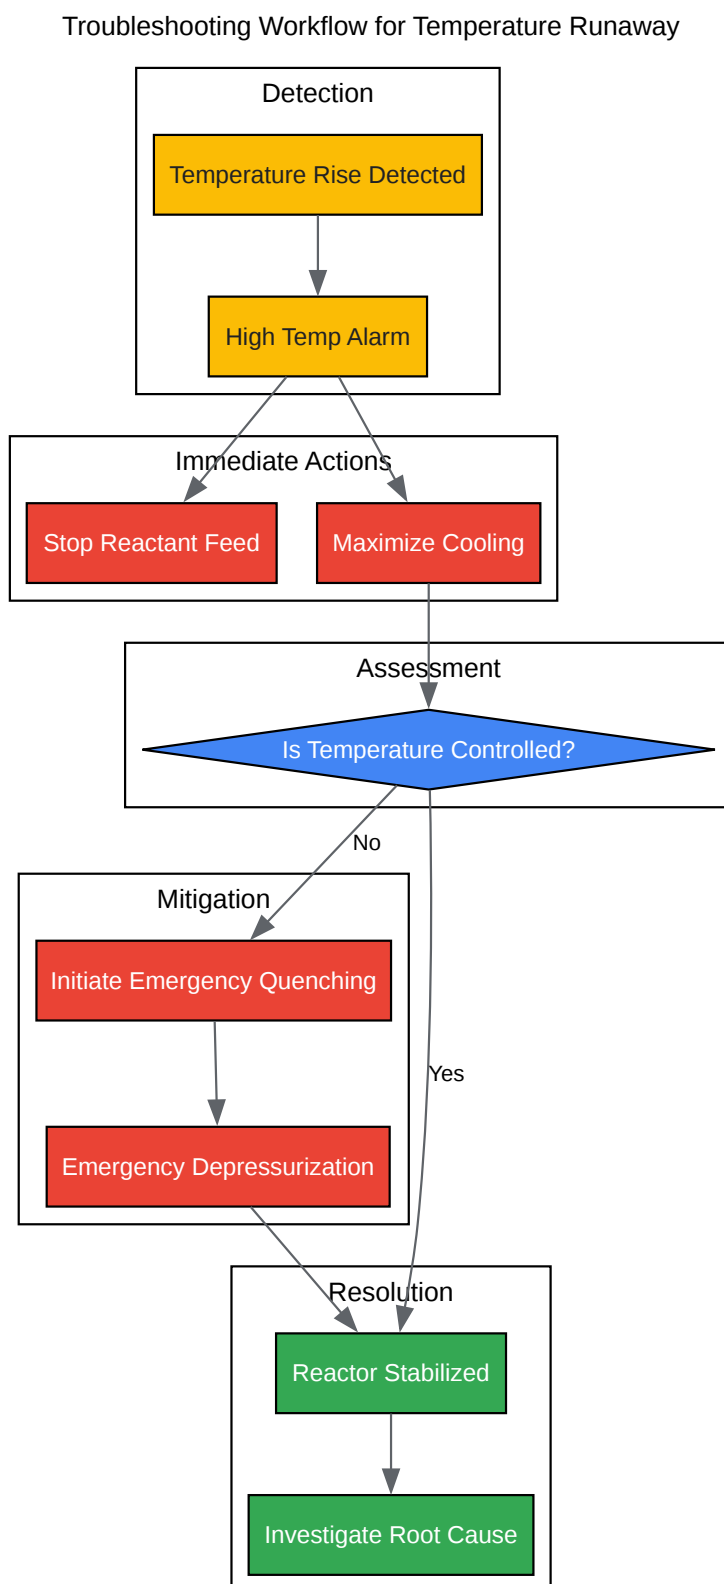 Troubleshooting Workflow for Temperature Runaway
Detection
Temperature Rise Detected
High Temp Alarm
Immediate Actions
Stop Reactant Feed
Maximize Cooling
Assessment
Is Temperature Controlled?
No
Mitigation
Initiate Emergency Quenching
Yes
Emergency Depressurization
Resolution
Reactor Stabilized
Investigate Root Cause